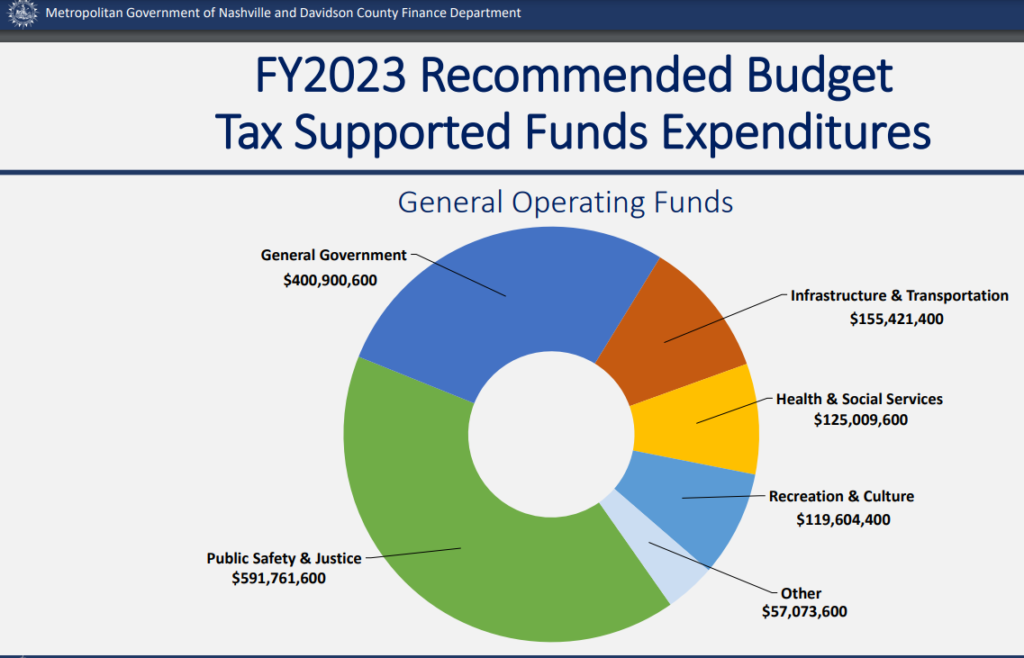 Metropolitan Government of Nashville and Davidson County Finance Department
FY2023 Recommended Budget
Tax Supported Funds Expenditures
General Operating Funds
General Government
$400,900,600
Infrastructure & Transportation
$155,421,400
Health & Social Services
$125,009,600
Recreation & Culture
$119,604,400
Public Safety & Justice
$591,761,600
Other
$57,073,600